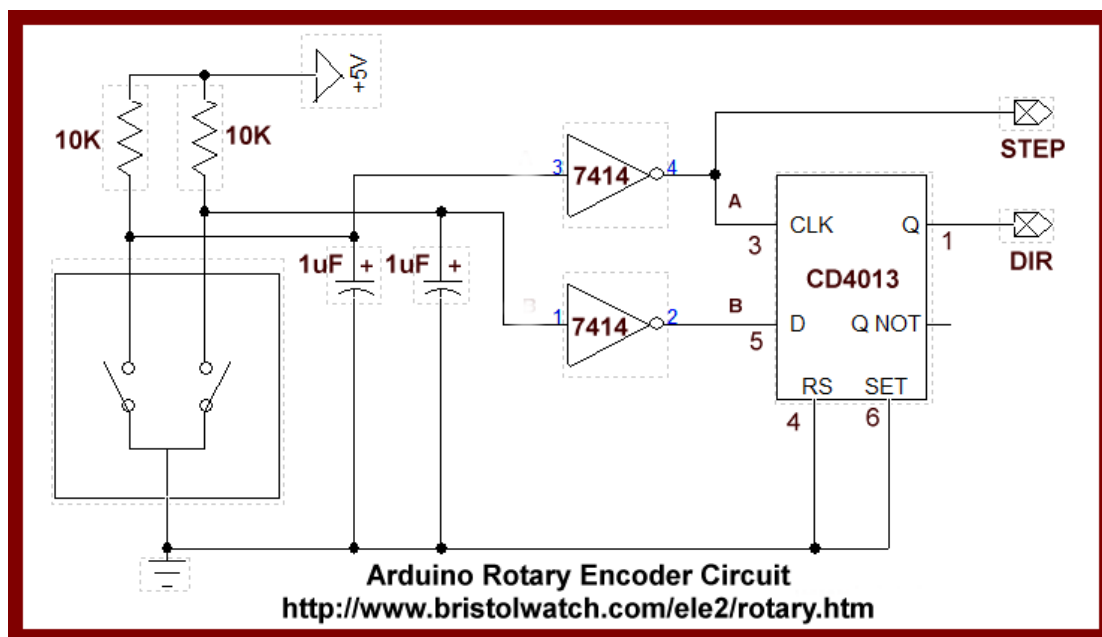 +5V
10K
10K
STEP
3
7414
4
A
CLK
3
Q
1
DIR
1uF +
1uF +
CD4013
B
1
7414
2
B
D
5
Q NOT
RS
SET
4
6
Arduino Rotary Encoder Circuit
http://www.bristolwatch.com/ele2/rotary.htm